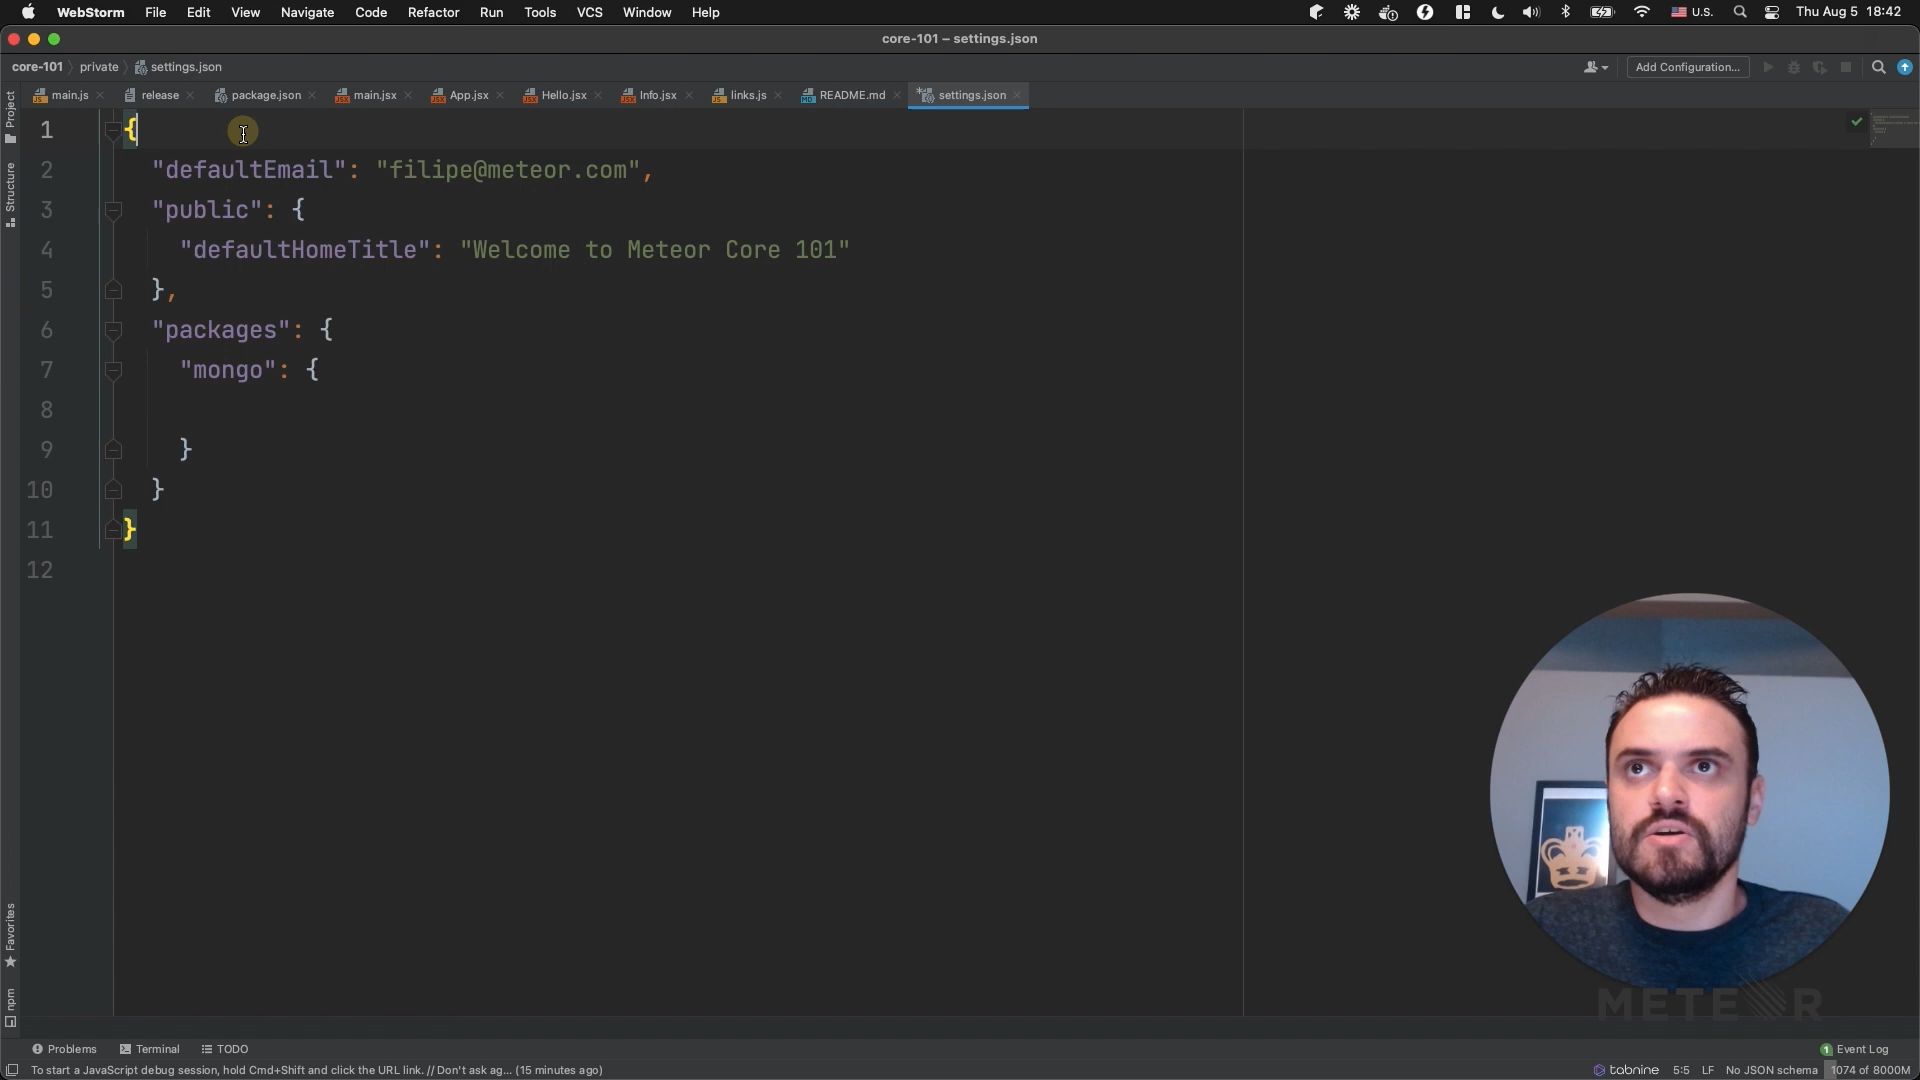 WebStorm File Edit View Navigate Code Refactor Run Tools VCS Window Help U.S. Thu Aug 5 18:42
core-101 – settings.json
core-101 private settings.json Add Configuration...
main.js release package.json main.jsx App.jsx Hello.jsx Info.jsx links.js README.md settings.json
Project
Structure
Favorites
npm
1 {
2 "defaultEmail": "filipe@meteor.com",
3 "public": {
4 "defaultHomeTitle": "Welcome to Meteor Core 101"
5 },
6 "packages": {
7 "mongo": {
8
9 }
10 }
11 }
12
METEOR
Problems Terminal TODO 1 Event Log
To start a JavaScript debug session, hold Cmd+Shift and click the URL link. // Don't ask ag... (15 minutes ago) tabnine 5:5 LF No JSON schema 1074 of 8000M